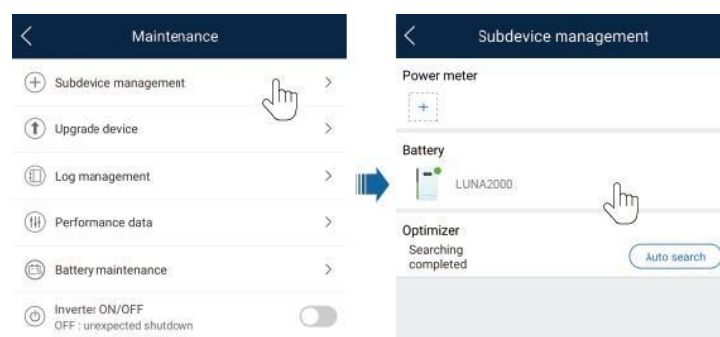 Maintenance
Subdevice management
Upgrade device
Log management
Performance data
Battery maintenance
Inverter ON/OFF
OFF : unexpected shutdown
Subdevice management
Power meter
+
Battery
LUNA2000
Optimizer
Searching
completed
Auto search